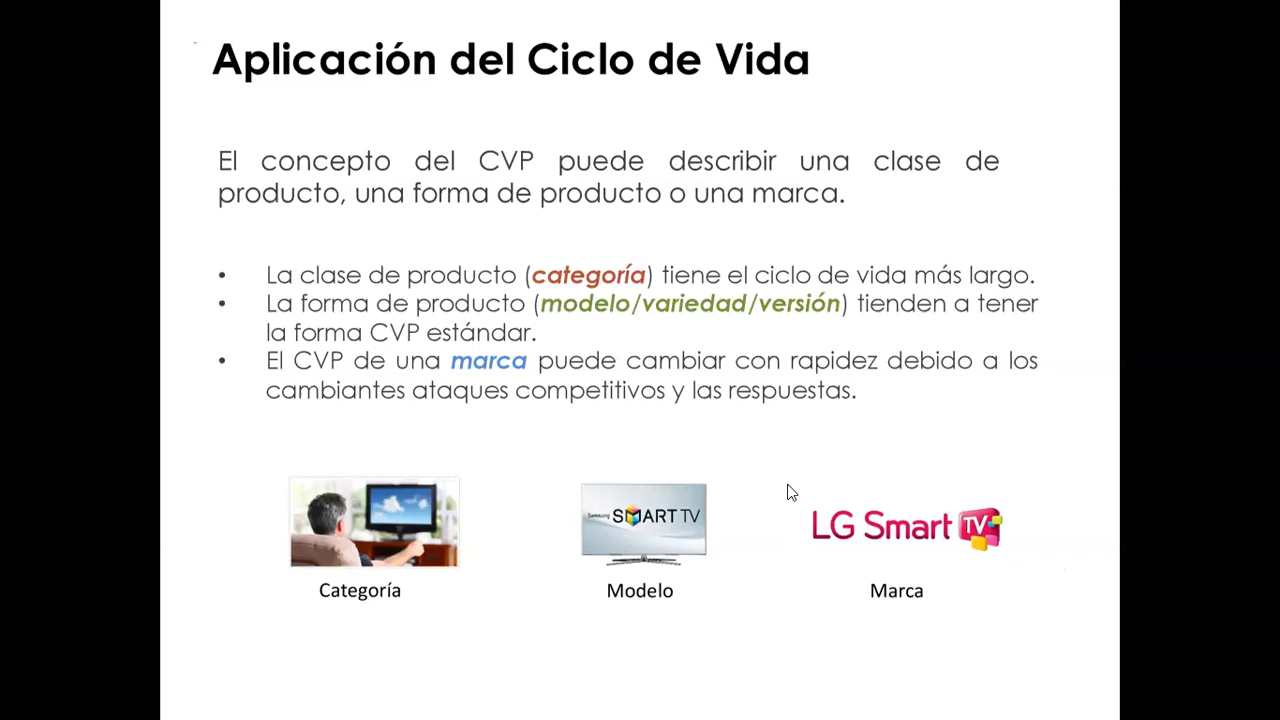 Aplicación del Ciclo de Vida
El concepto del CVP puede describir una clase de
producto, una forma de producto o una marca.
• La clase de producto (categoría) tiene el ciclo de vida más largo.
• La forma de producto (modelo/variedad/versión) tienden a tener
la forma CVP estándar.
• El CVP de una marca puede cambiar con rapidez debido a los
cambiantes ataques competitivos y las respuestas.
Samsung SMART TV
LG Smart TV
Categoría
Modelo
Marca